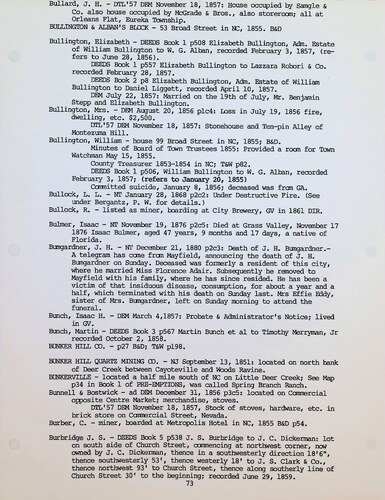 Bullard, J. H. - DTL'57 DEM November 18, 1857: House occupied by Samgle &
Co. also house occupied by McGrade & Bros., also storeroom; all at
Orleans Flat, Eureka Township.
BULLINGTON & ALBAN'S BLOCK - 53 Broad Street in NC, 1855. B&D
Bullington, Elizabeth - DEEDS Book 1 p508 Elizabeth Bullington, Adm. Estate
of William Bullington to W. G. Alban, recorded February 3, 1857, (re-
fers to June 28, 1856).
DEEDS Book 1 p557 Elizabeth Bullington to Lazzara Robori & Co.
recorded February 28, 1857.
DEEDS Book 2 p8 Elizabeth Bullington, Adm. Estate of William
Bullington to Daniel Liggett, recorded April 10, 1857.
DEM July 22, 1857: Married on the 19th of July, Mr. Benjamin
Stepp and Elizabeth Bullington.
Bullington, Mrs. - DEM August 20, 1856 p1c4: Loss in July 19, 1856 fire,
dwelling, etc. $2,500.
DTL'57 DEM November 18, 1857: Stonehouse and Ten-pin Alley of
Montezuma Hill.
Bullington, William - house 99 Broad Street in NC, 1855; B&D.
Minutes of Board of Town Trustees 1855: Provided a room for Town
Watchman May 15, 1855.
County Treasurer 1853-1854 in NC; T&W p82.
DEEDS Book 1 p506, William Bullington to W. G. Alban, recorded
February 3, 1857; (refers to January 20, 1855)
Committed suicide, January 8, 1856; deceased was from GA.
Bullock, L. L. - NT January 28, 1868 p2c2: Under Destructive Fire. (See
under Bergants, P. W. for details.)
Bullock, R. - listed as miner, boarding at City Brewery, GV in 1861 DIR.
Bulmer, Isaac - NT November 19, 1876 p2c5: Died at Grass Valley, November 17
1876 Isaac Bulmer, aged 47 years, 9 months and 17 days, a native of
Florida.
Bumgardner, J. H. - NT December 21, 1880 p2c3: Death of J. H. Bumgardner.-
A telegram has come from Mayfield, announcing the death of J. H.
Bumgardner on Sunday. Deceased was formerly a resident of this city,
where he married Miss Florence Adair. Subsequently he removed to
Mayfield with his family, where he has since resided. He has been a
victim of that insidous disease, consumption, for about a year and a
half, which terminated with his death on Sunday last. Mrs Effie Eddy,
sister of Mrs. Bumgardner, left on Sunday morning to attend the
funeral.
Bunch, Isaac H. - DEM March 4,1857: Probate & Administrator's Notice; lived
in GV.
Bunch, Martin - DEEDS Book 3 p567 Martin Bunch et al to Timothy Merryman, Jr
recorded October 2, 1858.
BUNKER HILL CO. - p27 B&D; T&W p198.
BUNKER HILL QUARTZ MINING CO. - NJ September 13, 1851: located on north bank
of Deer Creek between Cayoteville and Woods Ravine.
BUNKERVILLE - located a half mile south of NC on Little Deer Creek; See Map
p34 in Book 1 of PRE-EMPTIONS, was called Spring Branch Ranch.
Bunnell & Bostwick - ad DEM December 31, 1856 p3c5: located on Commercial
opposite Centre Market; merchandise, stoves.
DTL'57 DEM November 18, 1857, Stock of stoves, hardware, etc. in
brick store on Commercial Street, Nevada.
Burber, C. - miner, boarded at Metropolis Hotel in NC, 1855 B&D p54.
Burbridge J. S. - DEEDS Book 5 p538 J. S. Burbridge to J. C. Dickerman: lot
on south side of Church Street, commencing at northwest corner, now
owned by J. C. Dickerman, thence in a southwesterly direction 18'6",
thence southwesterly 53', thence westerly 18' to J. S. Clark & Co.,
thence northwest 93' to Church Street, thence along southerly line of
Church Street 30' to the beginning; recorded June 29, 1859.
73